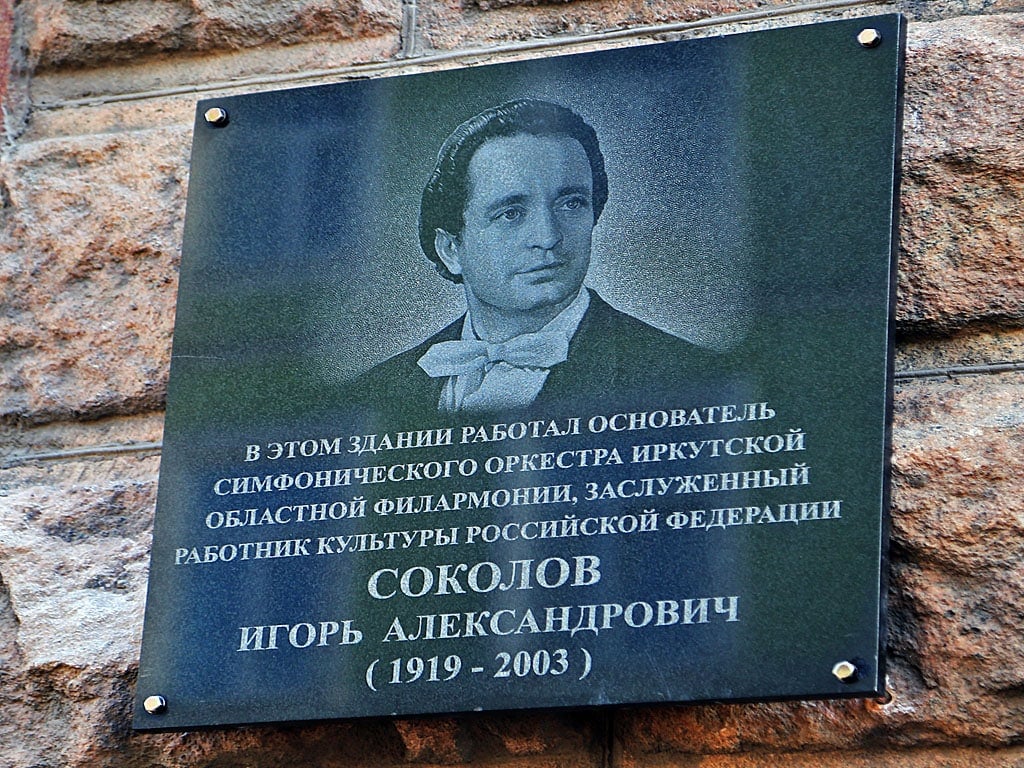 В ЭТОМ ЗДАНИИ РАБОТАЛ ОСНОВАТЕЛЬ
СИМФОНИЧЕСКОГО ОРКЕСТРА ИРКУТСКОЙ
ОБЛАСТНОЙ ФИЛАРМОНИИ, ЗАСЛУЖЕННЫЙ
РАБОТНИК КУЛЬТУРЫ РОССИЙСКОЙ ФЕДЕРАЦИИ
СОКОЛОВ
ИГОРЬ АЛЕКСАНДРОВИЧ
( 1919 - 2003 )